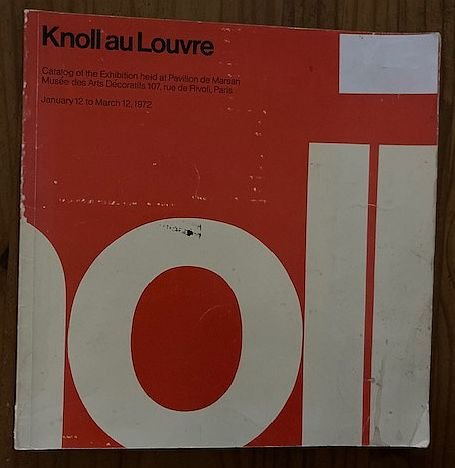 Knoll au Louvre
Catalog of the Exhibition held at Pavilion de Marsan
Musée des Arts Décoratifs 107, rue de Rivoli, Paris
January 12 to March 12, 1972
noll